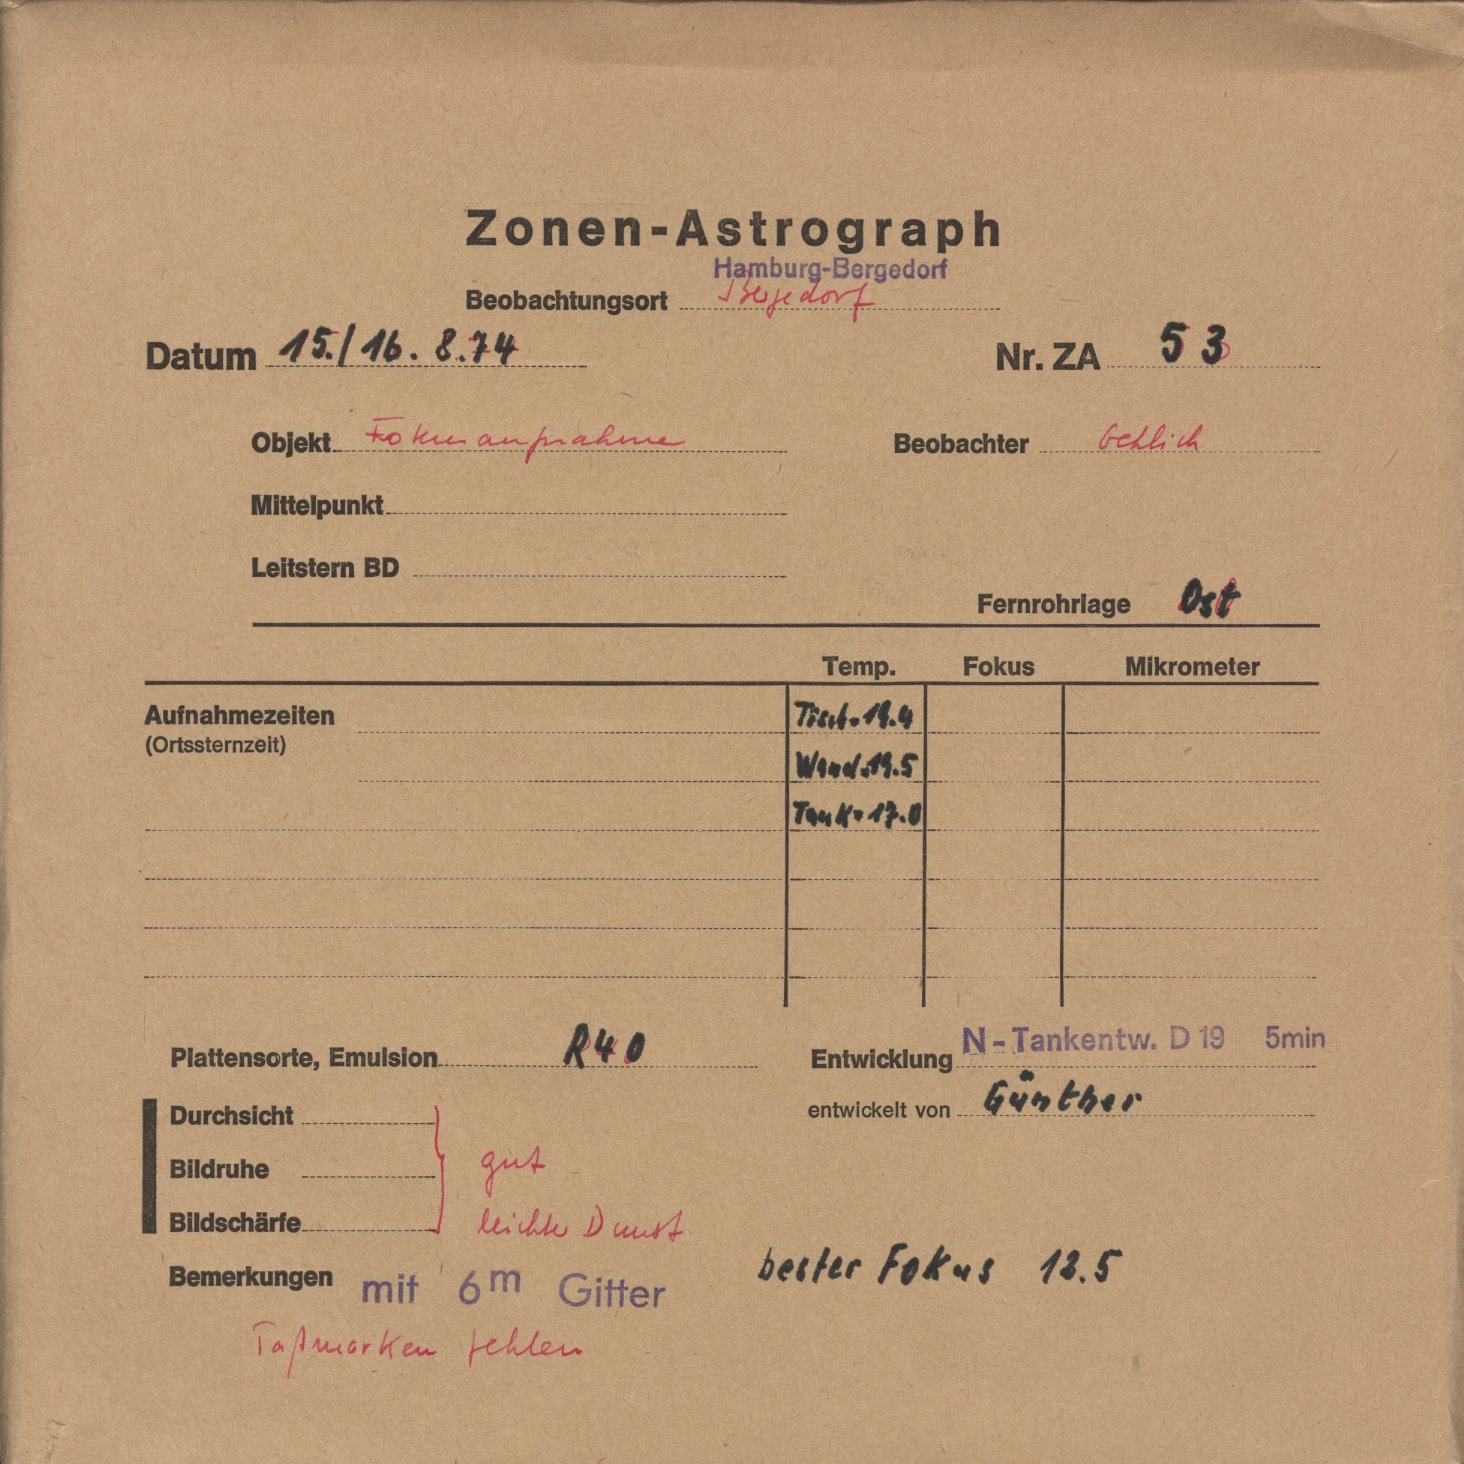 Zonen-Astrograph
Hamburg-Bergedorf
Beobachtungsort Bergedorf
Datum 15./16. 8.74 Nr. ZA 53
Objekt Fokusaufnahme Beobachter
Mittelpunkt
Leitstern BD
Fernrohrlage Ost
Temp. Fokus Mikrometer
Aufnahmezeiten Tisch. 19.4
(Ortssternzeit)
Wand. 19.5
Tank. 17.0
Plattensorte, Emulsion R40 Entwicklung N-Tankentw. D 19 5min
entwickelt von Günther
Durchsicht
Bildruhe gut
Bildschärfe leichter Dunst
Bemerkungen mit 6m Gitter bester Fokus 12.5
fehlen